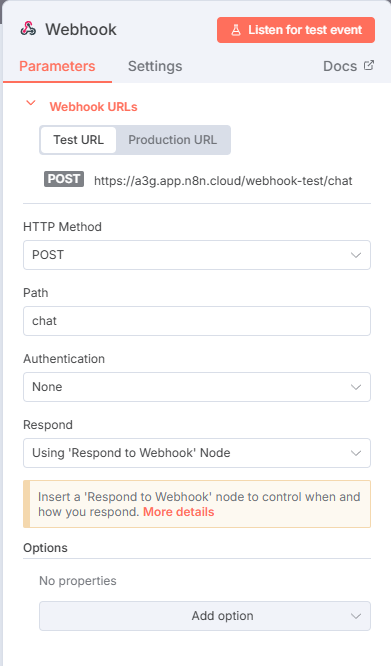 Webhook
Listen for test event
Parameters
Settings
Docs
Webhook URLs
Test URL
Production URL
POST
https://a3g.app.n8n.cloud/webhook-test/chat
HTTP Method
POST
Path
chat
Authentication
None
Respond
Using 'Respond to Webhook' Node
Insert a 'Respond to Webhook' node to control when and
how you respond. More details
Options
No properties
Add option